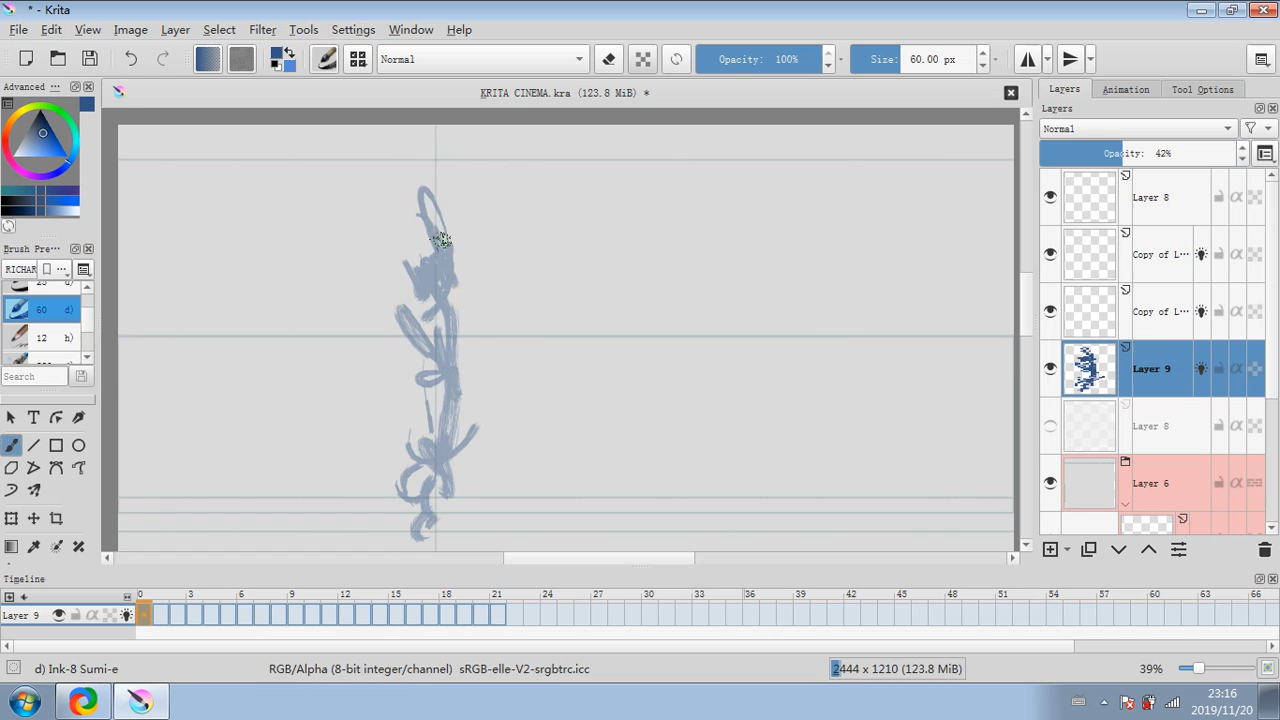 * - Krita
File Edit View Image Layer Select Filter Tools Settings Window Help
Normal
Opacity: 100%
Size: 60.00 px
Advanced ···
KRITA CINEMA.kra (123.8 MiB) *
Layers Animation Tool Options
Layers
Normal
Opacity: 42%
Layer 8
Brush Pre···
RICHAR ···
Copy of L···
60 d)
Copy of L···
12 h)
Layer 9
Search
Layer 8
Layer 6
Timeline
0 3 6 9 12 15 18 21 24 27 30 33 36 39 42 45 48 51 54 57 60 63 66
Layer 9
d) Ink-8 Sumi-e
RGB/Alpha (8-bit integer/channel) sRGB-elle-V2-srgbtrc.icc
2444 x 1210 (123.8 MiB)
39%
23:16
2019/11/20